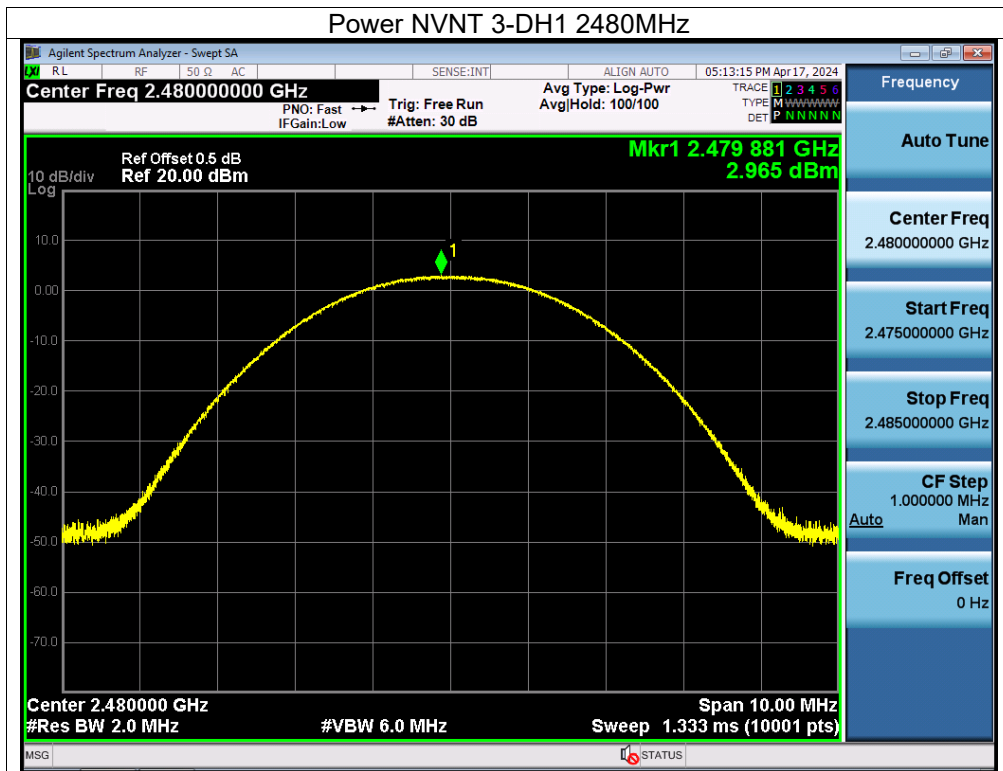 Power NVNT 3-DH1 2480MHz
Agilent Spectrum Analyzer - Swept SA
LXI RL RF 50 Ω AC SENSE:INT ALIGN AUTO 05:13:15 PM Apr 17, 2024
Center Freq 2.480000000 GHz
PNO: Fast
IFGain:Low
Trig: Free Run
#Atten: 30 dB
Avg Type: Log-Pwr
Avg|Hold: 100/100
TRACE 1 2 3 4 5 6
TYPE M WWWWW
DET P N N N N N
Ref Offset 0.5 dB
10 dB/div Ref 20.00 dBm
Log
Mkr1 2.479 881 GHz
2.965 dBm
10.0
0.00
-10.0
-20.0
-30.0
-40.0
-50.0
-60.0
-70.0
1
Center 2.480000 GHz Span 10.00 MHz
#Res BW 2.0 MHz #VBW 6.0 MHz Sweep 1.333 ms (10001 pts)
MSG STATUS
Frequency
Auto Tune
Center Freq
2.480000000 GHz
Start Freq
2.475000000 GHz
Stop Freq
2.485000000 GHz
CF Step
1.000000 MHz
Auto Man
Freq Offset
0 Hz